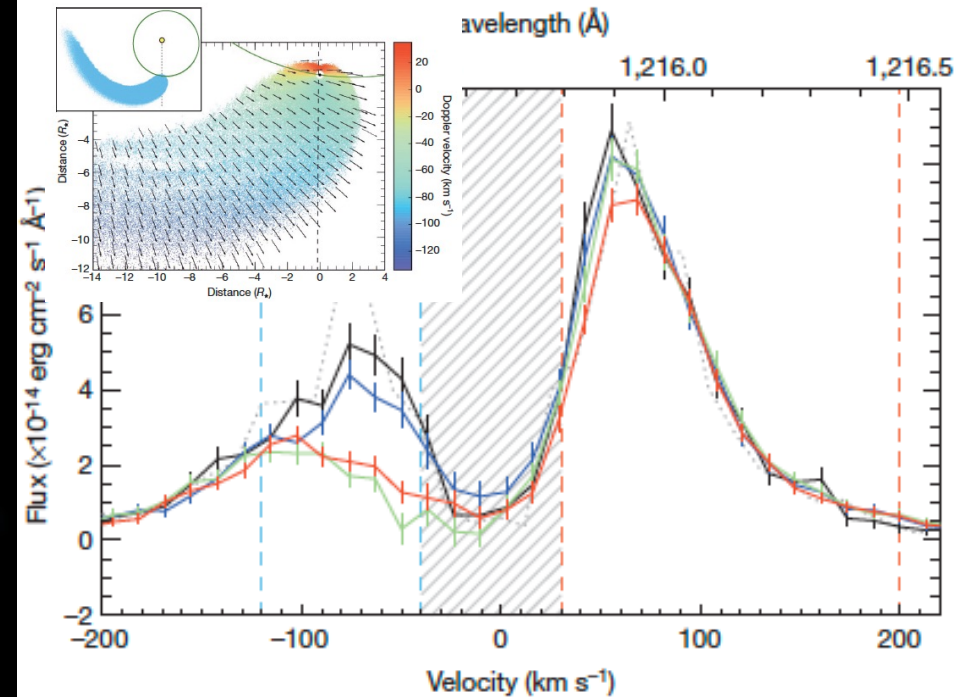 avelength (Å)
1,216.0 1,216.5
Distance (R⁎)
−4
−6
−8
−10
−12
−14 −12 −10 −8 −6 −4 −2 0 2 4
Distance (R⁎)
20
0
−20
−40
−60
−80
−100
−120
Doppler velocity (km s⁻¹)
Flux (×10⁻¹⁴ erg cm⁻² s⁻¹ Å⁻¹)
6
4
2
0
−2
−200 −100 0 100 200
Velocity (km s⁻¹)